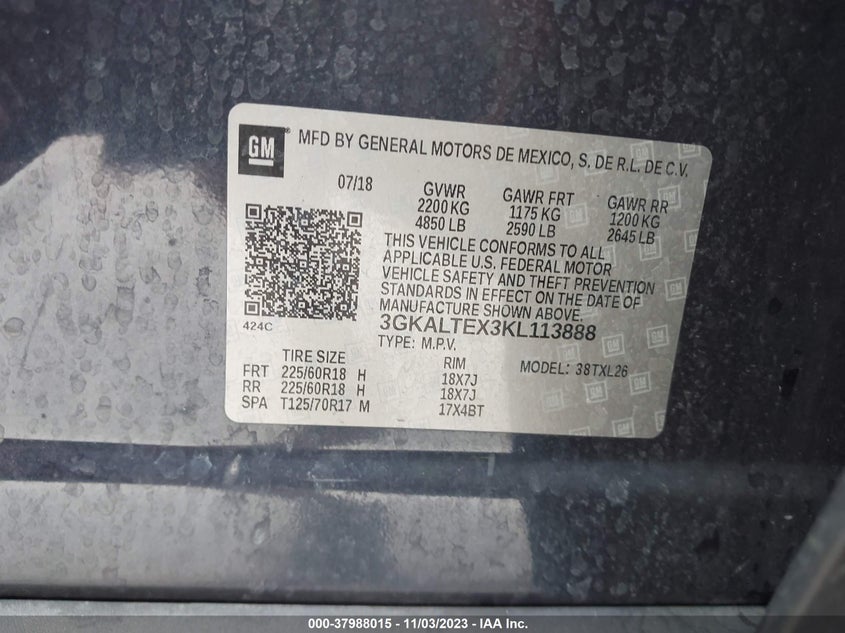 GM ® MFD BY GENERAL MOTORS DE MEXICO, S. DE R.L. DE C.V.
07/18 GVWR GAWR FRT GAWR RR
2200 KG 1175 KG 1200 KG
4850 LB 2590 LB 2645 LB
THIS VEHICLE CONFORMS TO ALL
APPLICABLE U.S. FEDERAL MOTOR
VEHICLE SAFETY AND THEFT PREVENTION
STANDARDS IN EFFECT ON THE DATE OF
MANUFACTURE SHOWN ABOVE.
424C 3GKALTEX3KL113888
TYPE: M.P.V.
TIRE SIZE RIM MODEL: 38TXL26
FRT 225/60R18 H 18X7J
RR 225/60R18 H 18X7J
SPA T125/70R17 M 17X4BT
000-37988015 - 11/03/2023 - IAA Inc.